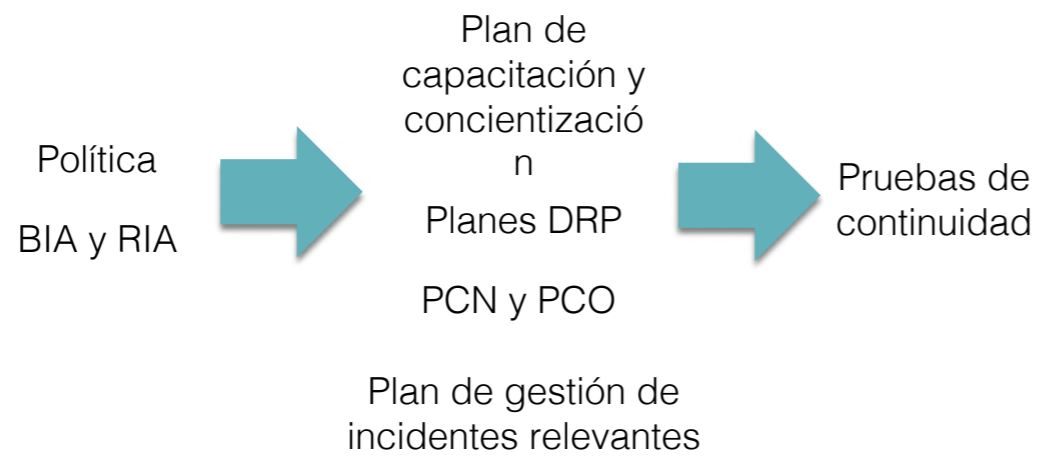 Política
BIA y RIA
Plan de
capacitación y
concientizació
n
Planes DRP
PCN y PCO
Plan de gestión de
incidentes relevantes
Pruebas de
continuidad